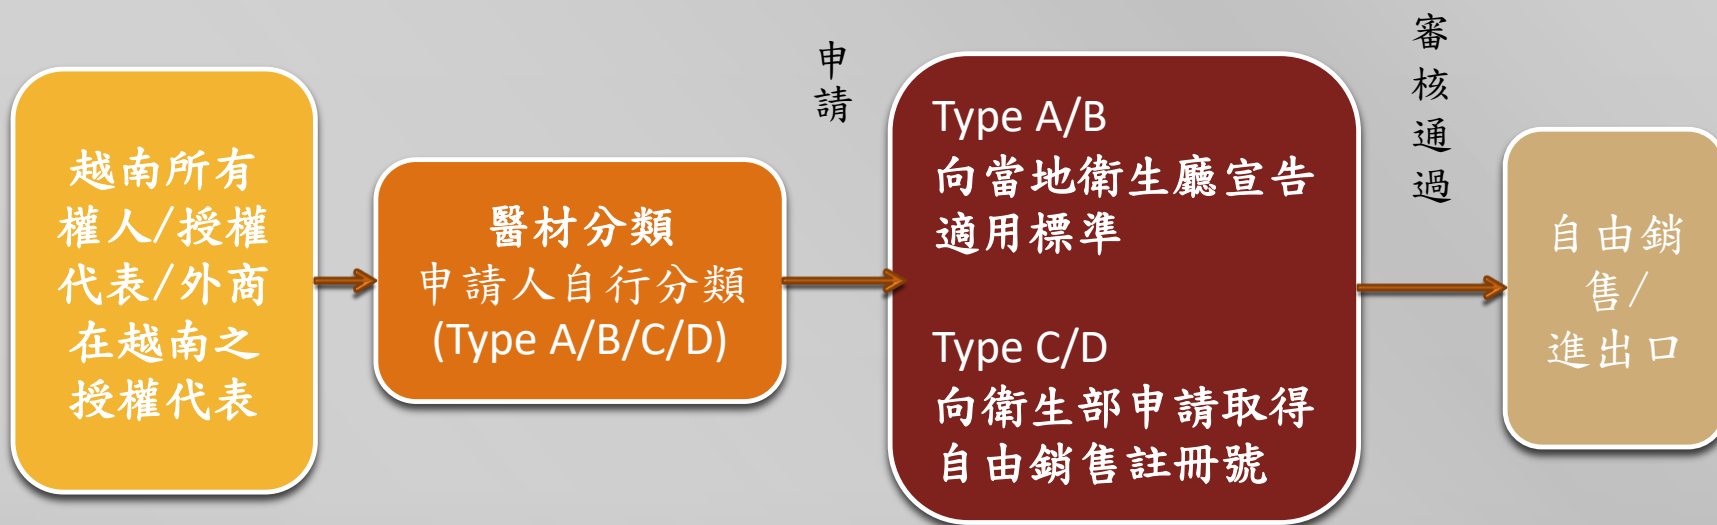 越南所有
權人/授權
代表/外商
在越南之
授權代表
醫材分類
申請人自行分類
(Type A/B/C/D)
申請
Type A/B
向當地衛生廳宣告
適用標準
Type C/D
向衛生部申請取得
自由銷售註冊號
審核通過
自由銷
售/
進出口